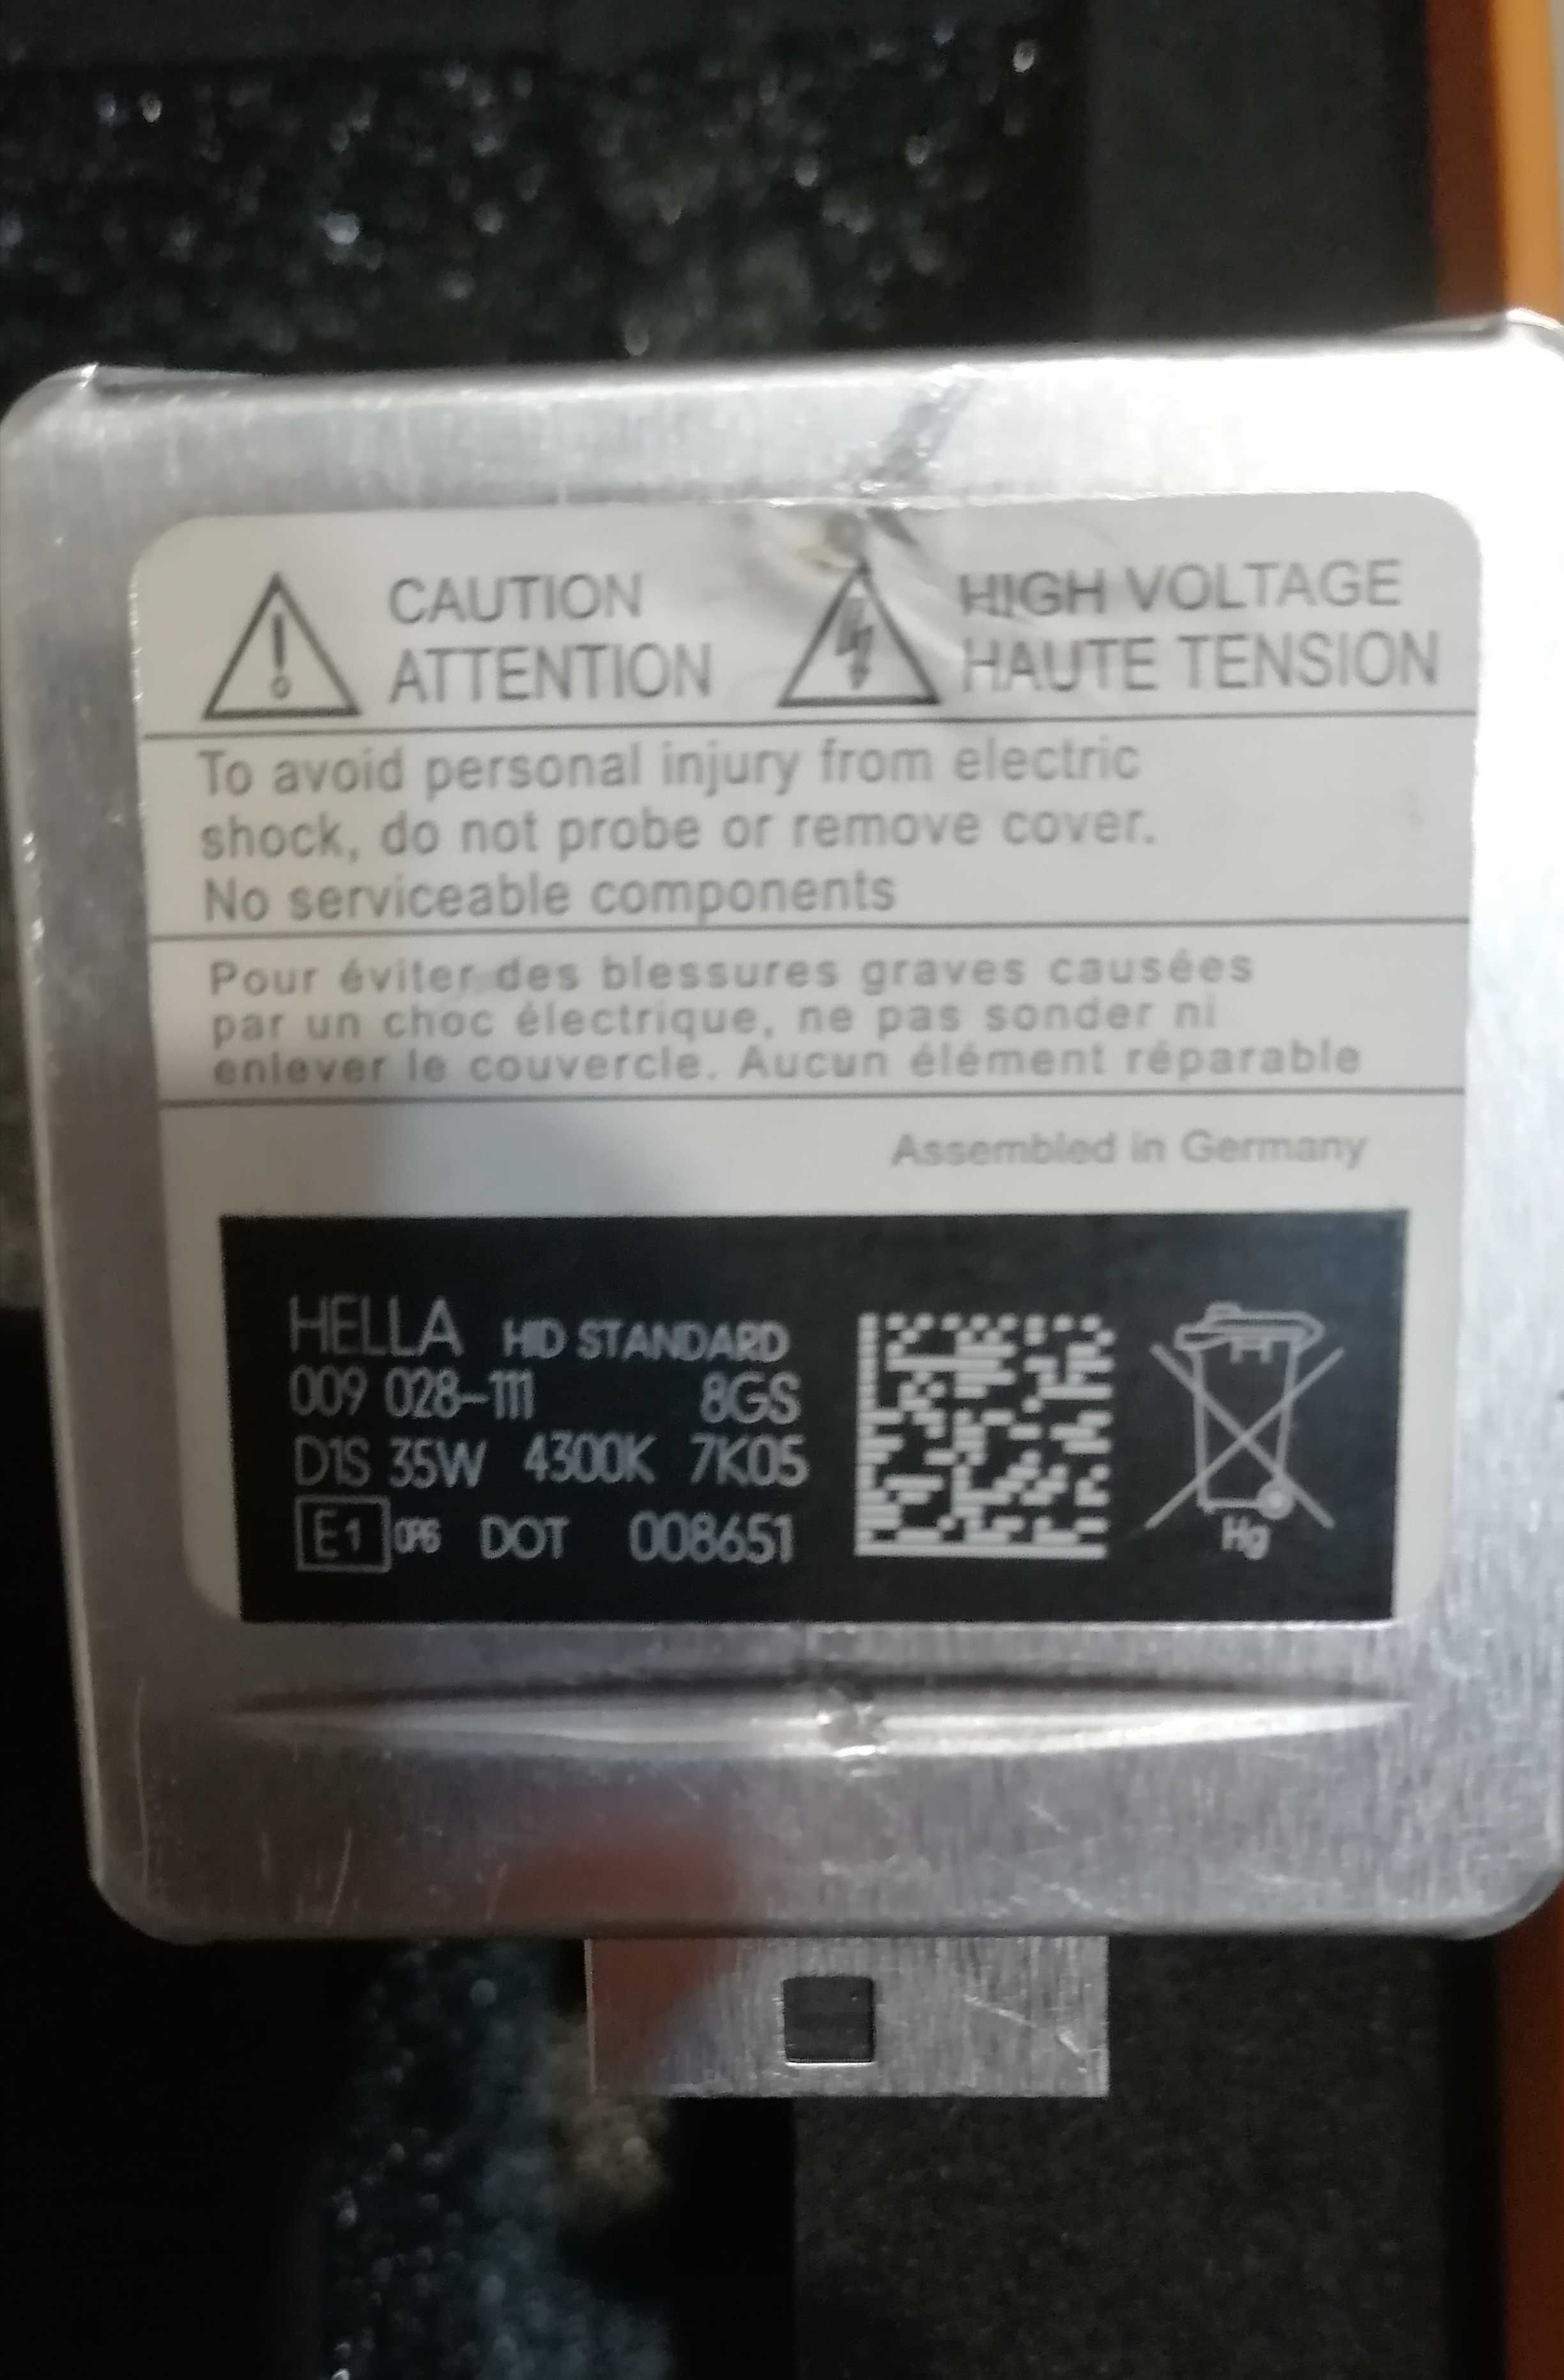 CAUTION
ATTENTION
HIGH VOLTAGE
HAUTE TENSION
To avoid personal injury from electric
shock, do not probe or remove cover.
No serviceable components
Pour éviter des blessures graves causées
par un choc électrique, ne pas sonder ni
enlever le couvercle. Aucun élément réparable
Assembled in Germany
HELLA HID STANDARD
009 028-111 8GS
D1S 35W 4300K 7K05
E1 DOT 008651
Hg